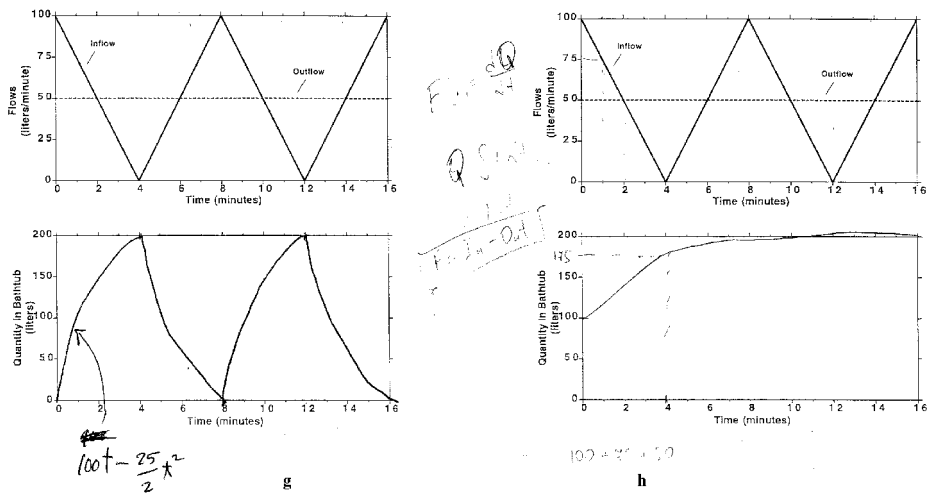 100
75
50
25
0
Flows
(liters/minute)
Inflow
Outflow
0 2 4 6 8 10 12 14 16
Time (minutes)
200
150
100
50
0
Quantity in Bathtub
(liters)
0 2 4 6 8 10 12 14 16
Time (minutes)
100t - 25/2 t²
g
dQ
Q
In - Out
100
75
50
25
0
Flows
(liters/minute)
Inflow
Outflow
0 2 4 6 8 10 12 14 16
Time (minutes)
200
175
150
100
50
0
Quantity in Bathtub
(liters)
0 2 4 6 8 10 12 14 16
Time (minutes)
h